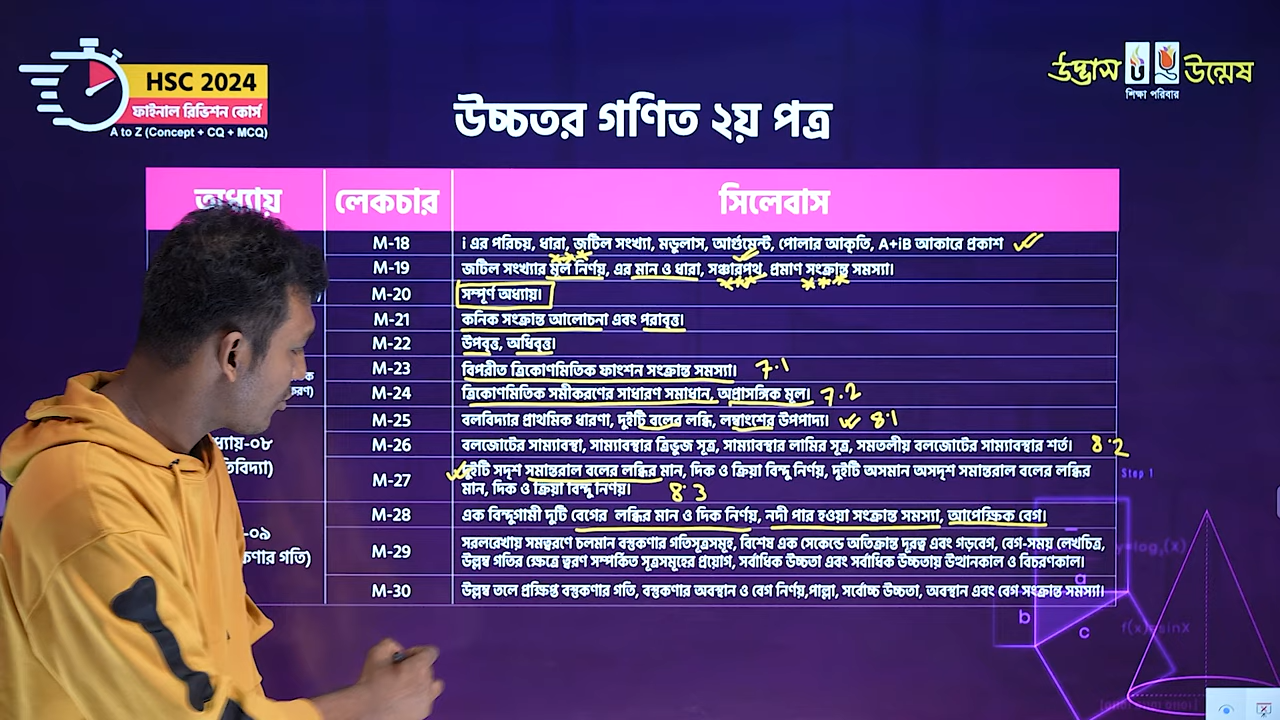 HSC 2024
ফাইনাল রিভিশন কোর্স
A to Z (Concept + CQ + MCQ)
উদ্ভাস উন্মেষ
শিক্ষা পরিবার
উচ্চতর গণিত ২য় পত্র
অধ্যায় লেকচার সিলেবাস
M-18 i এর পরিচয়, ধারা, জটিল সংখ্যা, মডুলাস, আর্গুমেন্ট, পোলার আকৃতি, A+iB আকারে প্রকাশ
M-19 জটিল সংখ্যার মূল নির্ণয়, এর মান ও ধারা, সঞ্চারপথ, প্রমাণ সংক্রান্ত সমস্যা।
M-20 সম্পূর্ণ অধ্যায়।
M-21 কনিক সংক্রান্ত আলোচনা এবং পরাবৃত্ত।
M-22 উপবৃত্ত, অধিবৃত্ত।
M-23 বিপরীত ত্রিকোণমিতিক ফাংশন সংক্রান্ত সমস্যা। 7.1
M-24 ত্রিকোণমিতিক সমীকরণের সাধারণ সমাধান, অপ্রাসঙ্গিক মূল। 7.2
M-25 বলবিদ্যার প্রাথমিক ধারণা, দুইটি বলের লব্ধি, লম্বাংশের উপপাদ্য। 8.1
ধ্যায়-০৮ M-26 বলজোটের সাম্যাবস্থা, সাম্যাবস্থার ত্রিভুজ সূত্র, সাম্যাবস্থার লামির সূত্র, সমতলীয় বলজোটের সাম্যাবস্থার শর্ত। 8.2
তিবিদ্যা) M-27 দুইটি সদৃশ সমান্তরাল বলের লব্ধির মান, দিক ও ক্রিয়া বিন্দু নির্ণয়, দুইটি অসমান অসদৃশ সমান্তরাল বলের লব্ধির
মান, দিক ও ক্রিয়া বিন্দু নির্ণয়। 8.3
Step 1
M-28 এক বিন্দুগামী দুটি বেগের লব্ধির মান ও দিক নির্ণয়, নদী পার হওয়া সংক্রান্ত সমস্যা, আপেক্ষিক বেগ।
-০৯
কণার গতি) M-29 সরলরেখায় সমত্বরণে চলমান বস্তুকণার গতিসূত্রসমূহ, বিশেষ এক সেকেন্ডে অতিক্রান্ত দূরত্ব এবং গড়বেগ, বেগ-সময় লেখচিত্র,
উল্লম্ব গতির ক্ষেত্রে ত্বরণ সম্পর্কিত সূত্রসমূহের প্রয়োগ, সর্বাধিক উচ্চতা এবং সর্বাধিক উচ্চতায় উত্থানকাল ও বিচরণকাল।
M-30 উল্লম্ব তলে প্রক্ষিপ্ত বস্তুকণার গতি, বস্তুকণার অবস্থান ও বেগ নির্ণয়,পাল্লা, সর্বোচ্চ উচ্চতা, অবস্থান এবং বেগ সংক্রান্ত সমস্যা।
a
b
c